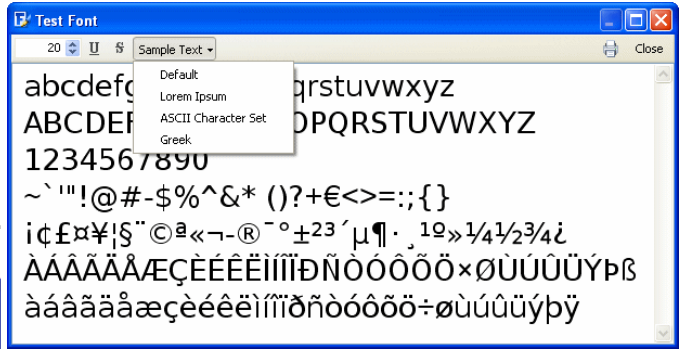 Test Font
20 U S Sample Text Close
Default
Lorem Ipsum
ASCII Character Set
Greek
abcdefg qrstuvwxyz
ABCDEF OPQRSTUVWXYZ
1234567890
~`'"!@#-$%^&* ()?+€<>=:;{}
¡¢£¤¥¦§¨©ª«¬-®¯°±²³´µ¶·¸¹º»¼½¾¿
ÀÁÂÃÄÅÆÇÈÉÊËÌÍÎÏÐÑÒÓÔÕÖ×ØÙÚÛÜÝÞß
àáâãäåæçèéêëìíîïðñòóôõö÷øùúûüýþÿ